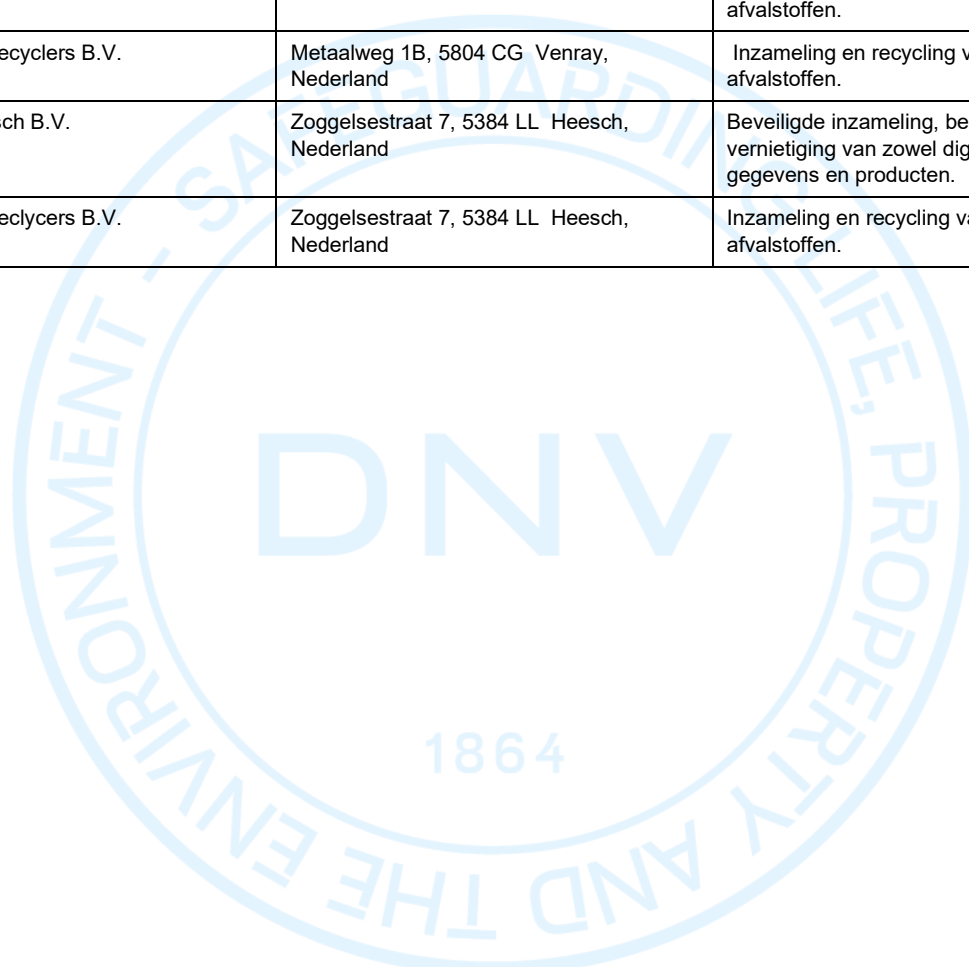 afvalstoffen.
ecyclers B.V.
Metaalweg 1B, 5804 CG Venray,
Nederland
Inzameling en recycling v
afvalstoffen.
sch B.V.
Zoggelsestraat 7, 5384 LL Heesch,
Nederland
Beveiligde inzameling, be
vernietiging van zowel dig
gegevens en producten.
eclycers B.V.
Zoggelsestraat 7, 5384 LL Heesch,
Nederland
Inzameling en recycling va
afvalstoffen.
SAFEGUARDING LIFE, PROPERTY AND THE ENVIRONMENT -
DNV
1864